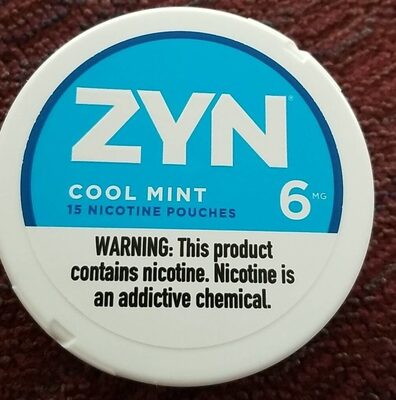 ZYN®
COOL MINT
15 NICOTINE POUCHES
6 MG
WARNING: This product
contains nicotine. Nicotine is
an addictive chemical.